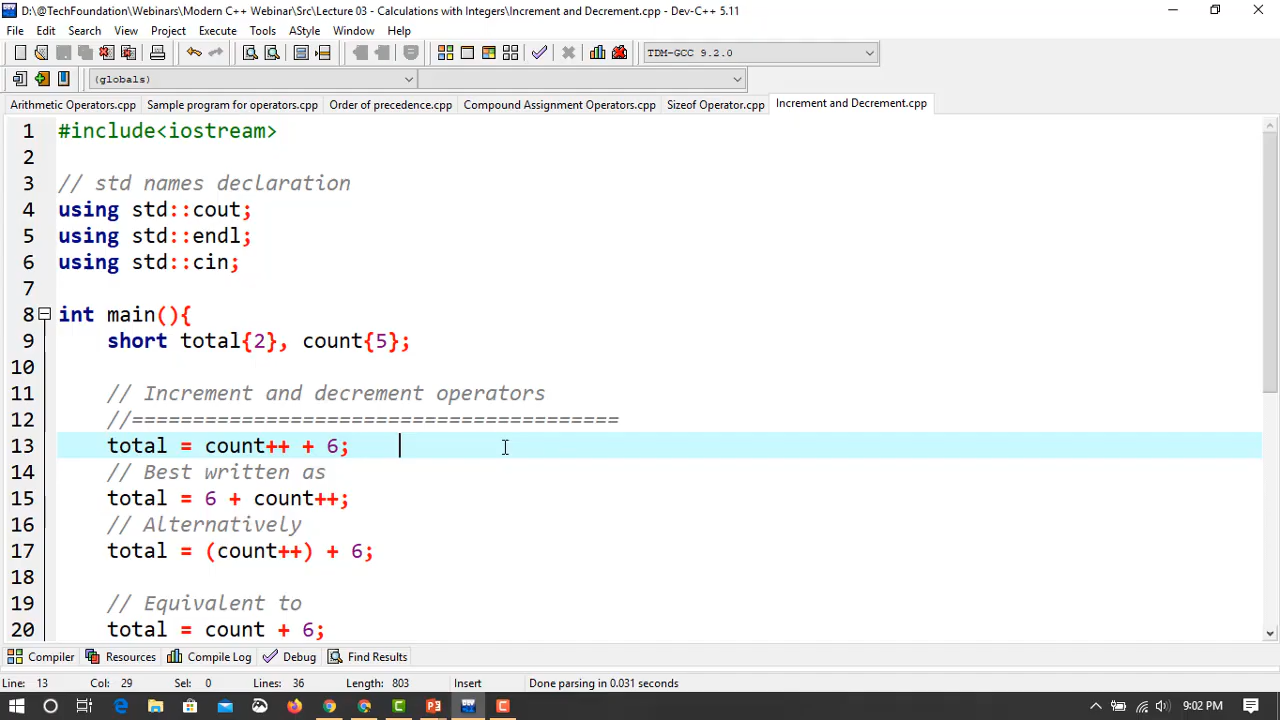 D:\@TechFoundation\Webinars\Modern C++ Webinar\Src\Lecture 03 - Calculations with Integers\Increment and Decrement.cpp - Dev-C++ 5.11
File Edit Search View Project Execute Tools AStyle Window Help
TDM-GCC 9.2.0
(globals)
Arithmetic Operators.cpp Sample program for operators.cpp Order of precedence.cpp Compound Assignment Operators.cpp Sizeof Operator.cpp Increment and Decrement.cpp
1 #include<iostream>
2
3 // std names declaration
4 using std::cout;
5 using std::endl;
6 using std::cin;
7
8 int main(){
9 short total{2}, count{5};
10
11 // Increment and decrement operators
12 //========================================
13 total = count++ + 6;
14 // Best written as
15 total = 6 + count++;
16 // Alternatively
17 total = (count++) + 6;
18
19 // Equivalent to
20 total = count + 6;
Compiler Resources Compile Log Debug Find Results
Line: 13 Col: 29 Sel: 0 Lines: 36 Length: 803 Insert Done parsing in 0.031 seconds
9:02 PM